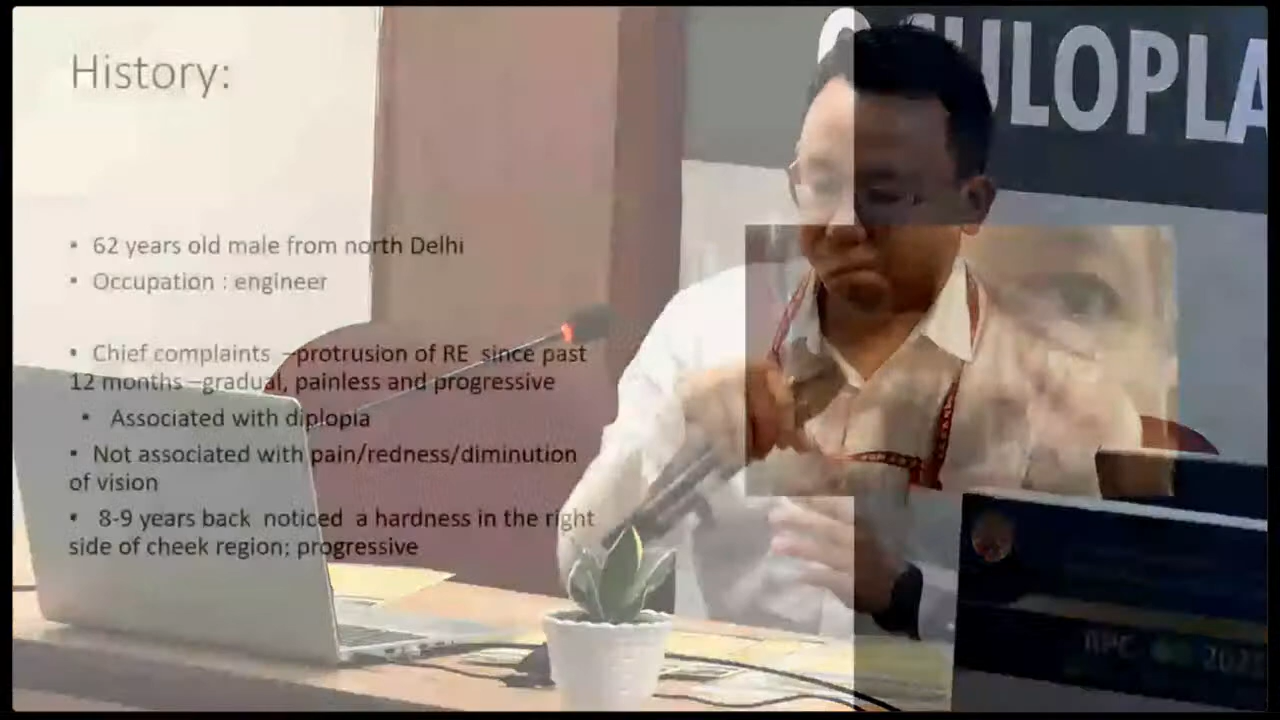 History:
OCULOPLA
• 62 years old male from north Delhi
• Occupation : engineer
• Chief complaints –protrusion of RE since past
12 months –gradual, painless and progressive
• Associated with diplopia
• Not associated with pain/redness/diminution
of vision
• 8-9 years back noticed a hardness in the right
side of cheek region; progressive